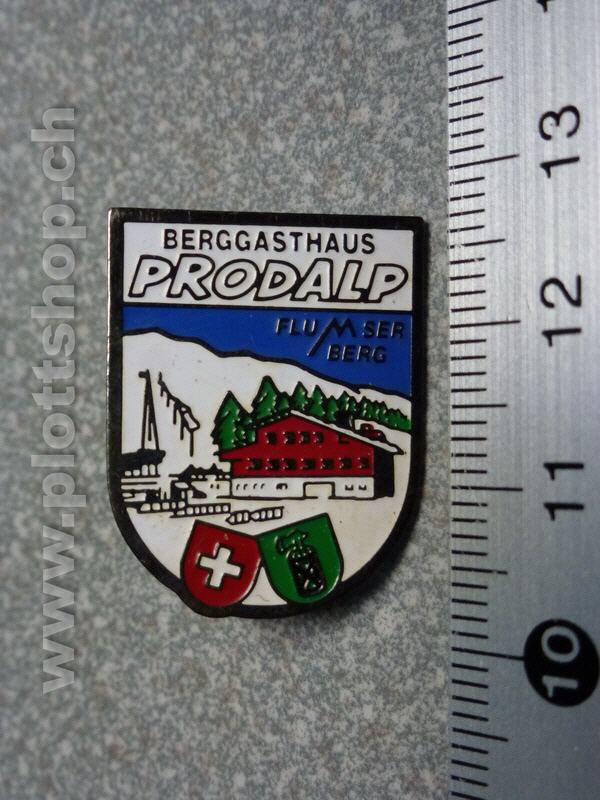 BERGGASTHAUS
PRODALP
FLUMSER
BERG
www.plottshop.ch
13
12
11
10